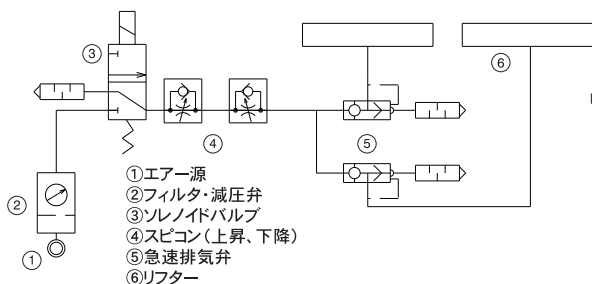 ③
⑥
④
⑤
②
①
①エアー源
②フィルタ・減圧弁
③ソレノイドバルブ
④スピコン(上昇、下降)
⑤急速排気弁
⑥リフター